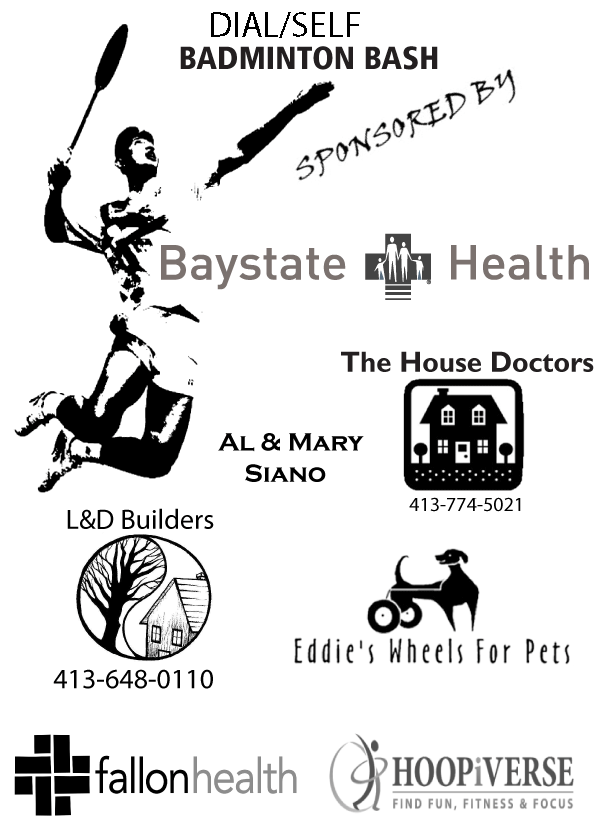 DIAL/SELF
BADMINTON BASH
SPONSORED BY
Baystate Health
The House Doctors
413-774-5021
AL & MARY
SIANO
L&D Builders
413-648-0110
Eddie's Wheels For Pets
fallonhealth
HOOPiVERSE
FIND FUN, FITNESS & FOCUS